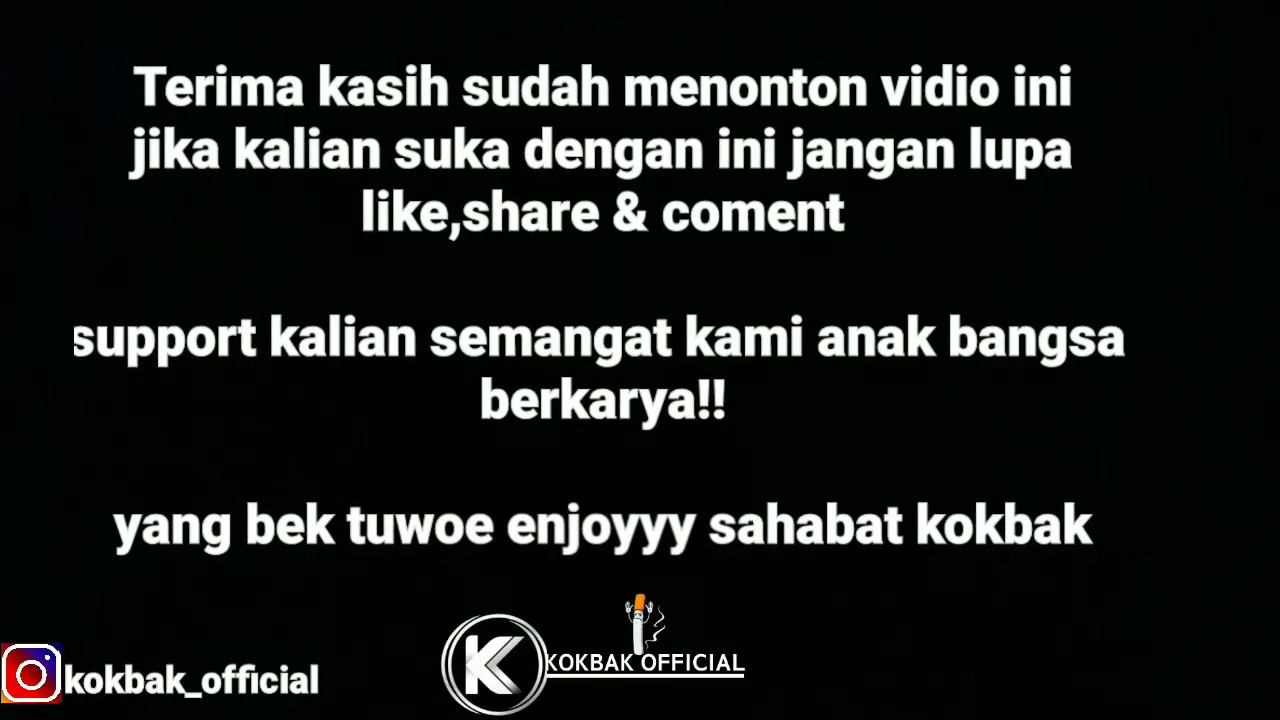 Terima kasih sudah menonton vidio ini
jika kalian suka dengan ini jangan lupa
like,share & coment
support kalian semangat kami anak bangsa
berkarya!!
yang bek tuwoe enjoyyy sahabat kokbak
K
KOKBAK OFFICIAL
kokbak_official